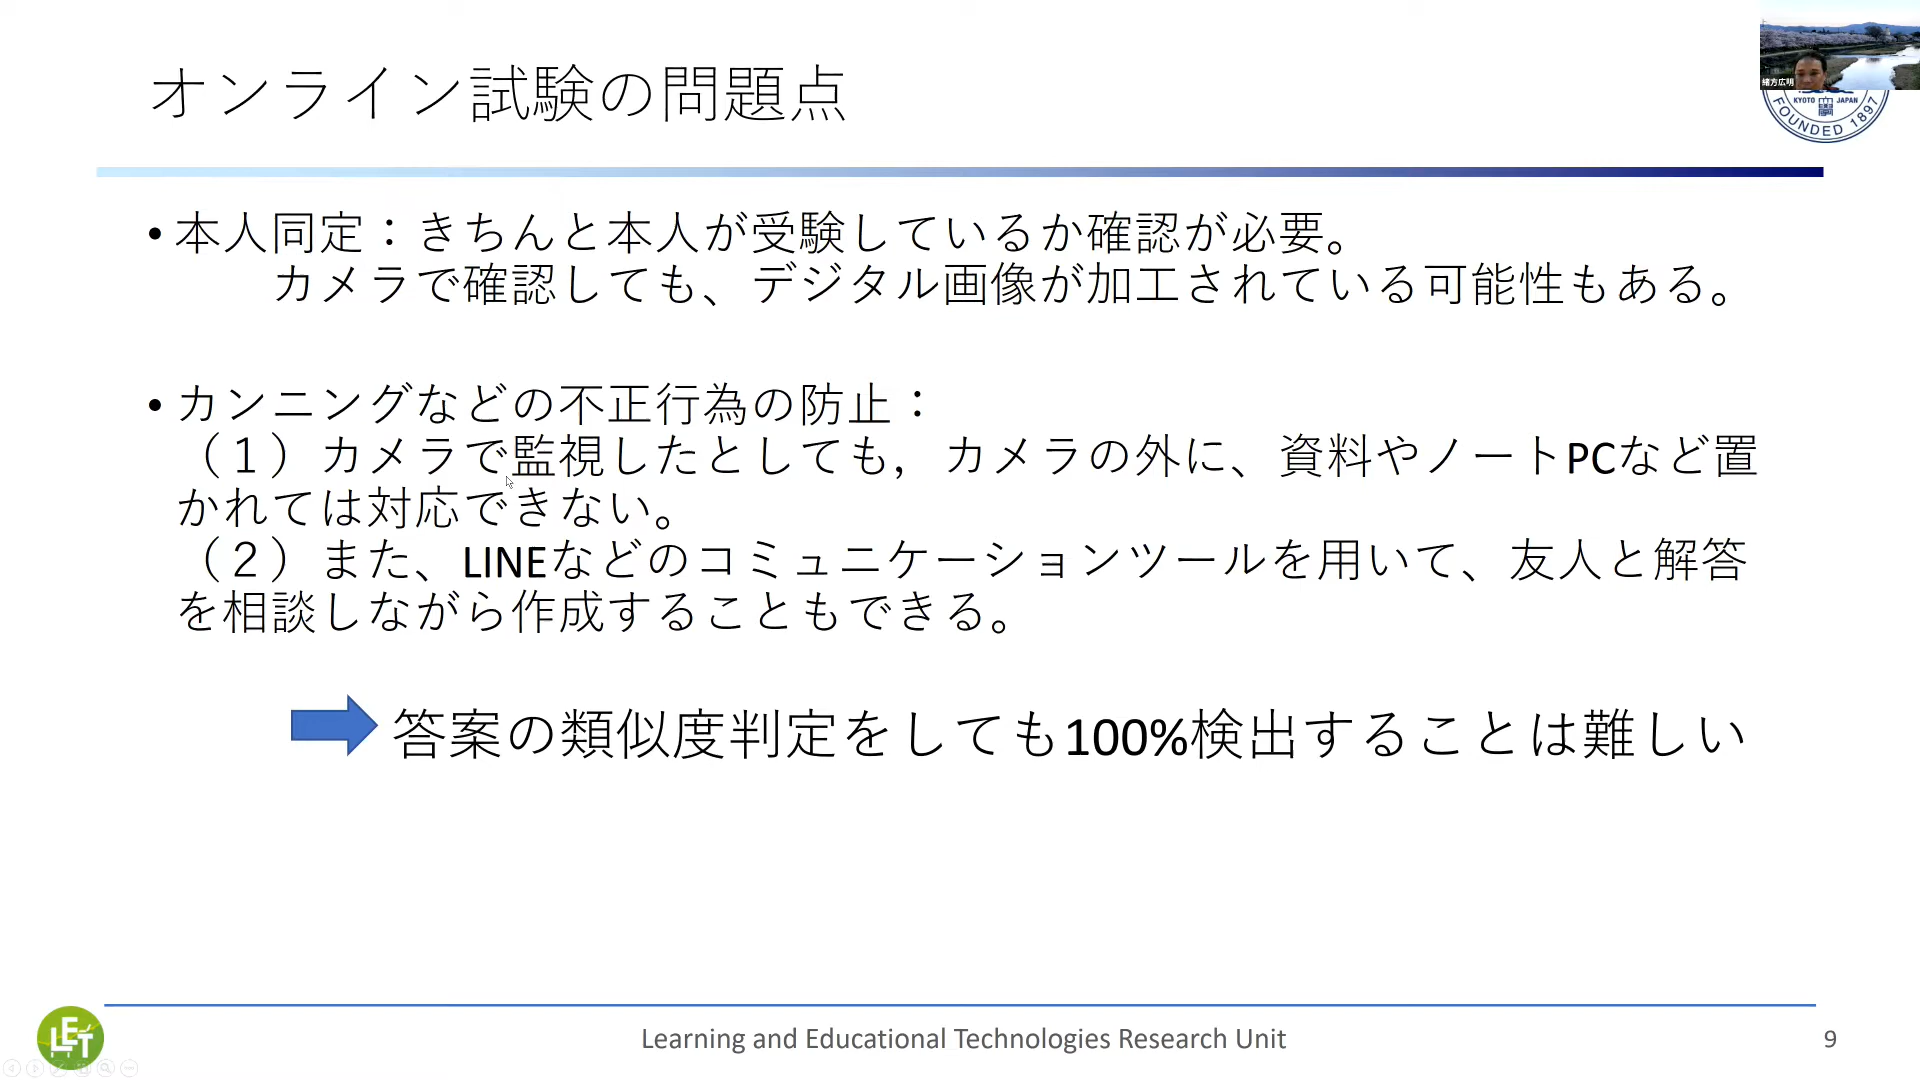 オンライン試験の問題点
緒方広明
KYOTO JAPAN
FOUNDED 1897
• 本人同定：きちんと本人が受験しているか確認が必要。
カメラで確認しても、デジタル画像が加工されている可能性もある。
• カンニングなどの不正行為の防止：
（１）カメラで監視したとしても，カメラの外に、資料やノートPCなど置
かれては対応できない。
（２）また、LINEなどのコミュニケーションツールを用いて、友人と解答
を相談しながら作成することもできる。
答案の類似度判定をしても100%検出することは難しい
LET
Learning and Educational Technologies Research Unit
9